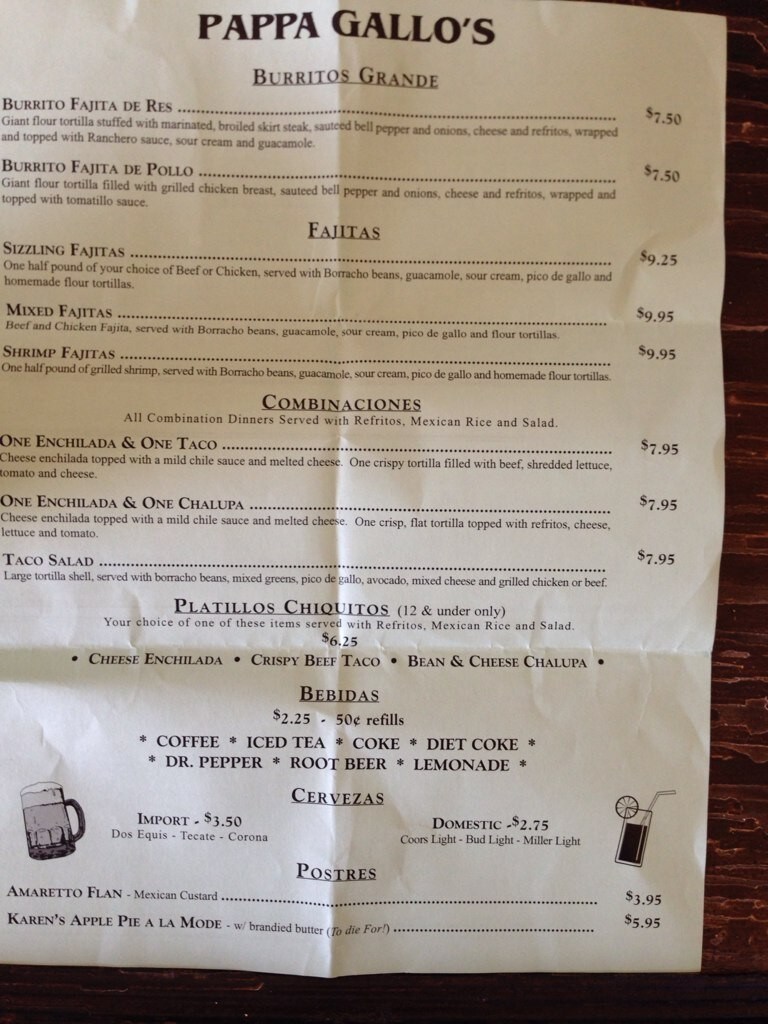 PAPPA GALLO'S
BURRITOS GRANDE
BURRITO FAJITA DE RES ........ $7.50
Giant flour tortilla stuffed with marinated, broiled skirt steak, sauteed bell pepper and onions, cheese and refritos, wrapped
and topped with Ranchero sauce, sour cream and guacamole.
BURRITO FAJITA DE POLLO ........ $7.50
Giant flour tortilla filled with grilled chicken breast, sauteed bell pepper and onions, cheese and refritos, wrapped and
topped with tomatillo sauce.
FAJITAS
SIZZLING FAJITAS ........ $9.25
One half pound of your choice of Beef or Chicken, served with Borracho beans, guacamole, sour cream, pico de gallo and
homemade flour tortillas.
MIXED FAJITAS ........ $9.95
Beef and Chicken Fajita, served with Borracho beans, guacamole, sour cream, pico de gallo and flour tortillas.
SHRIMP FAJITAS ........ $9.95
One half pound of grilled shrimp, served with Borracho beans, guacamole, sour cream, pico de gallo and homemade flour tortillas.
COMBINACIONES
All Combination Dinners Served with Refritos, Mexican Rice and Salad.
ONE ENCHILADA & ONE TACO ........ $7.95
Cheese enchilada topped with a mild chile sauce and melted cheese. One crispy tortilla filled with beef, shredded lettuce,
tomato and cheese.
ONE ENCHILADA & ONE CHALUPA ........ $7.95
Cheese enchilada topped with a mild chile sauce and melted cheese. One crisp, flat tortilla topped with refritos, cheese,
lettuce and tomato.
TACO SALAD ........ $7.95
Large tortilla shell, served with borracho beans, mixed greens, pico de gallo, avocado, mixed cheese and grilled chicken or beef.
PLATILLOS CHIQUITOS (12 & under only)
Your choice of one of these items served with Refritos, Mexican Rice and Salad.
$6.25
• CHEESE ENCHILADA • CRISPY BEEF TACO • BEAN & CHEESE CHALUPA •
BEBIDAS
$2.25 - 50¢ refills
* COFFEE * ICED TEA * COKE * DIET COKE *
* DR. PEPPER * ROOT BEER * LEMONADE *
CERVEZAS
IMPORT - $3.50
Dos Equis - Tecate - Corona
DOMESTIC -$2.75
Coors Light - Bud Light - Miller Light
POSTRES
AMARETTO FLAN - Mexican Custard ........ $3.95
KAREN'S APPLE PIE A LA MODE - w/ brandied butter (To die For!) ........ $5.95